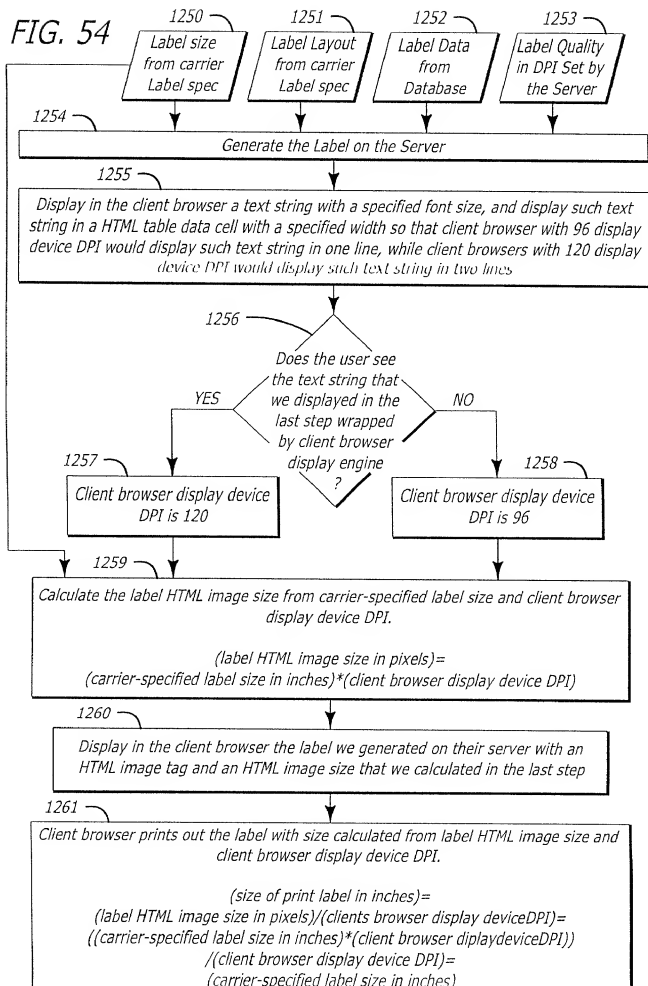 FIG. 54
1250
1251
1252
1253
Label size
from carrier
Label spec
Label Layout
from carrier
Label spec
Label Data
from
Database
Label Quality
in DPI Set by
the Server
1254
Generate the Label on the Server
1255
Display in the client browser a text string with a specified font size, and display such text
string in a HTML table data cell with a specified width so that client browser with 96 display
device DPI would display such text string in one line, while client browsers with 120 display
device DPI would display such text string in two lines
1256
Does the user see
the text string that
we displayed in the
last step wrapped
by client browser
display engine
?
YES
NO
1257
Client browser display device
DPI is 120
1258
Client browser display device
DPI is 96
1259
Calculate the label HTML image size from carrier-specified label size and client browser
display device DPI.
(label HTML image size in pixels)=
(carrier-specified label size in inches)*(client browser display device DPI)
1260
Display in the client browser the label we generated on their server with an
HTML image tag and an HTML image size that we calculated in the last step
1261
Client browser prints out the label with size calculated from label HTML image size and
client browser display device DPI.
(size of print label in inches)=
(label HTML image size in pixels)/(clients browser display deviceDPI)=
((carrier-specified label size in inches)*(client browser diplaydeviceDPI))
/(client browser display device DPI)=
(carrier-specified label size in inches)